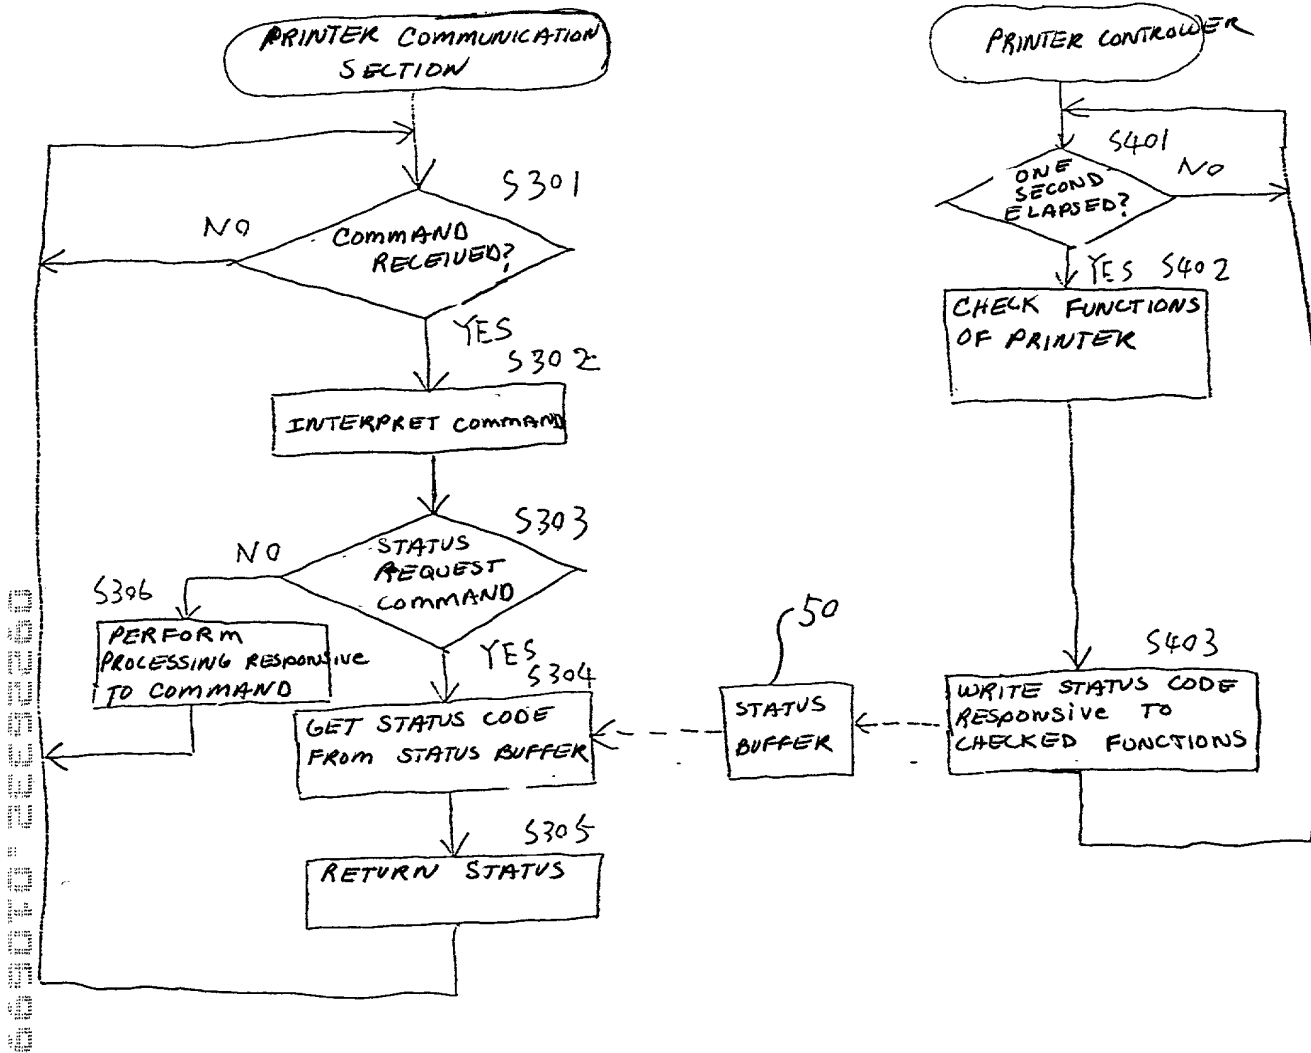 PRINTER COMMUNICATION
SECTION
S301
NO
COMMAND
RECEIVED?
YES
S302
INTERPRET COMMAND
S303
NO
STATUS
REQUEST
COMMAND
S306
PERFORM
PROCESSING RESPONSIVE
TO COMMAND
YES
S304
GET STATUS CODE
FROM STATUS BUFFER
S305
RETURN STATUS
50
STATUS
BUFFER
PRINTER CONTROLLER
S401
NO
ONE
SECOND
ELAPSED?
YES S402
CHECK FUNCTIONS
OF PRINTER
S403
WRITE STATUS CODE
RESPONSIVE TO
CHECKED FUNCTIONS